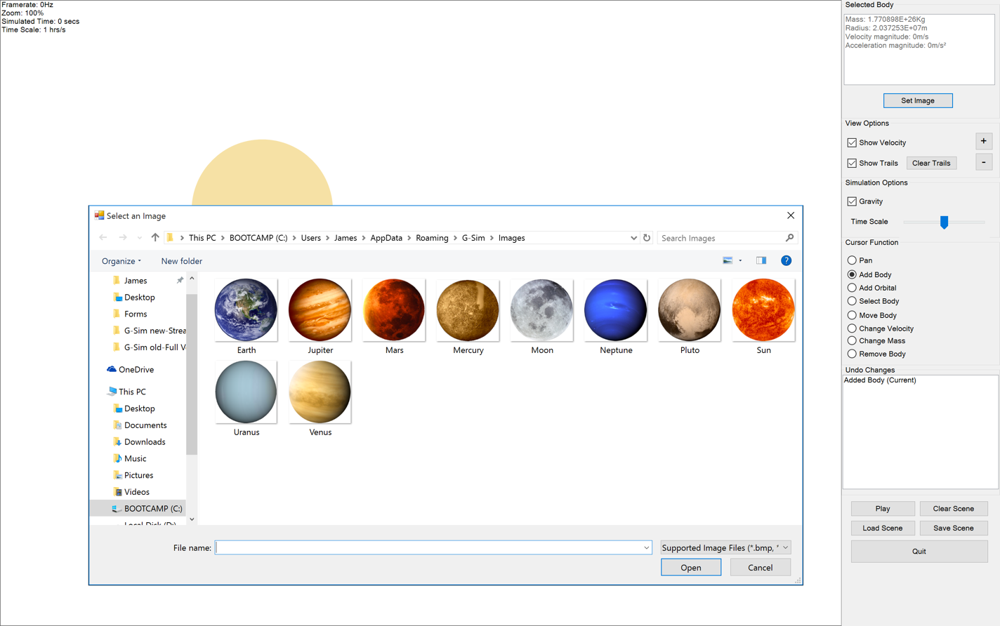 Framerate: 0Hz
Zoom: 100%
Simulated Time: 0 secs
Time Scale: 1 hrs/s
Select an Image
This PC > BOOTCAMP (C:) > Users > James > AppData > Roaming > G-Sim > Images
Search Images
Organize
New folder
James
Desktop
Forms
G-Sim new-Strea
G-Sim old-Full V
OneDrive
This PC
Desktop
Documents
Downloads
Music
Pictures
Videos
BOOTCAMP (C:)
Local Disk (D:)
Earth
Jupiter
Mars
Mercury
Moon
Neptune
Pluto
Sun
Uranus
Venus
File name:
Supported Image Files (*.bmp, *
Open
Cancel
Selected Body
Mass: 1.770898E+26Kg
Radius: 2.037253E+07m
Velocity magnitude: 0m/s
Acceleration magnitude: 0m/s²
Set Image
View Options
Show Velocity
+
Show Trails
Clear Trails
-
Simulation Options
Gravity
Time Scale
Cursor Function
Pan
Add Body
Add Orbital
Select Body
Move Body
Change Velocity
Change Mass
Remove Body
Undo Changes
Added Body (Current)
Play
Clear Scene
Load Scene
Save Scene
Quit